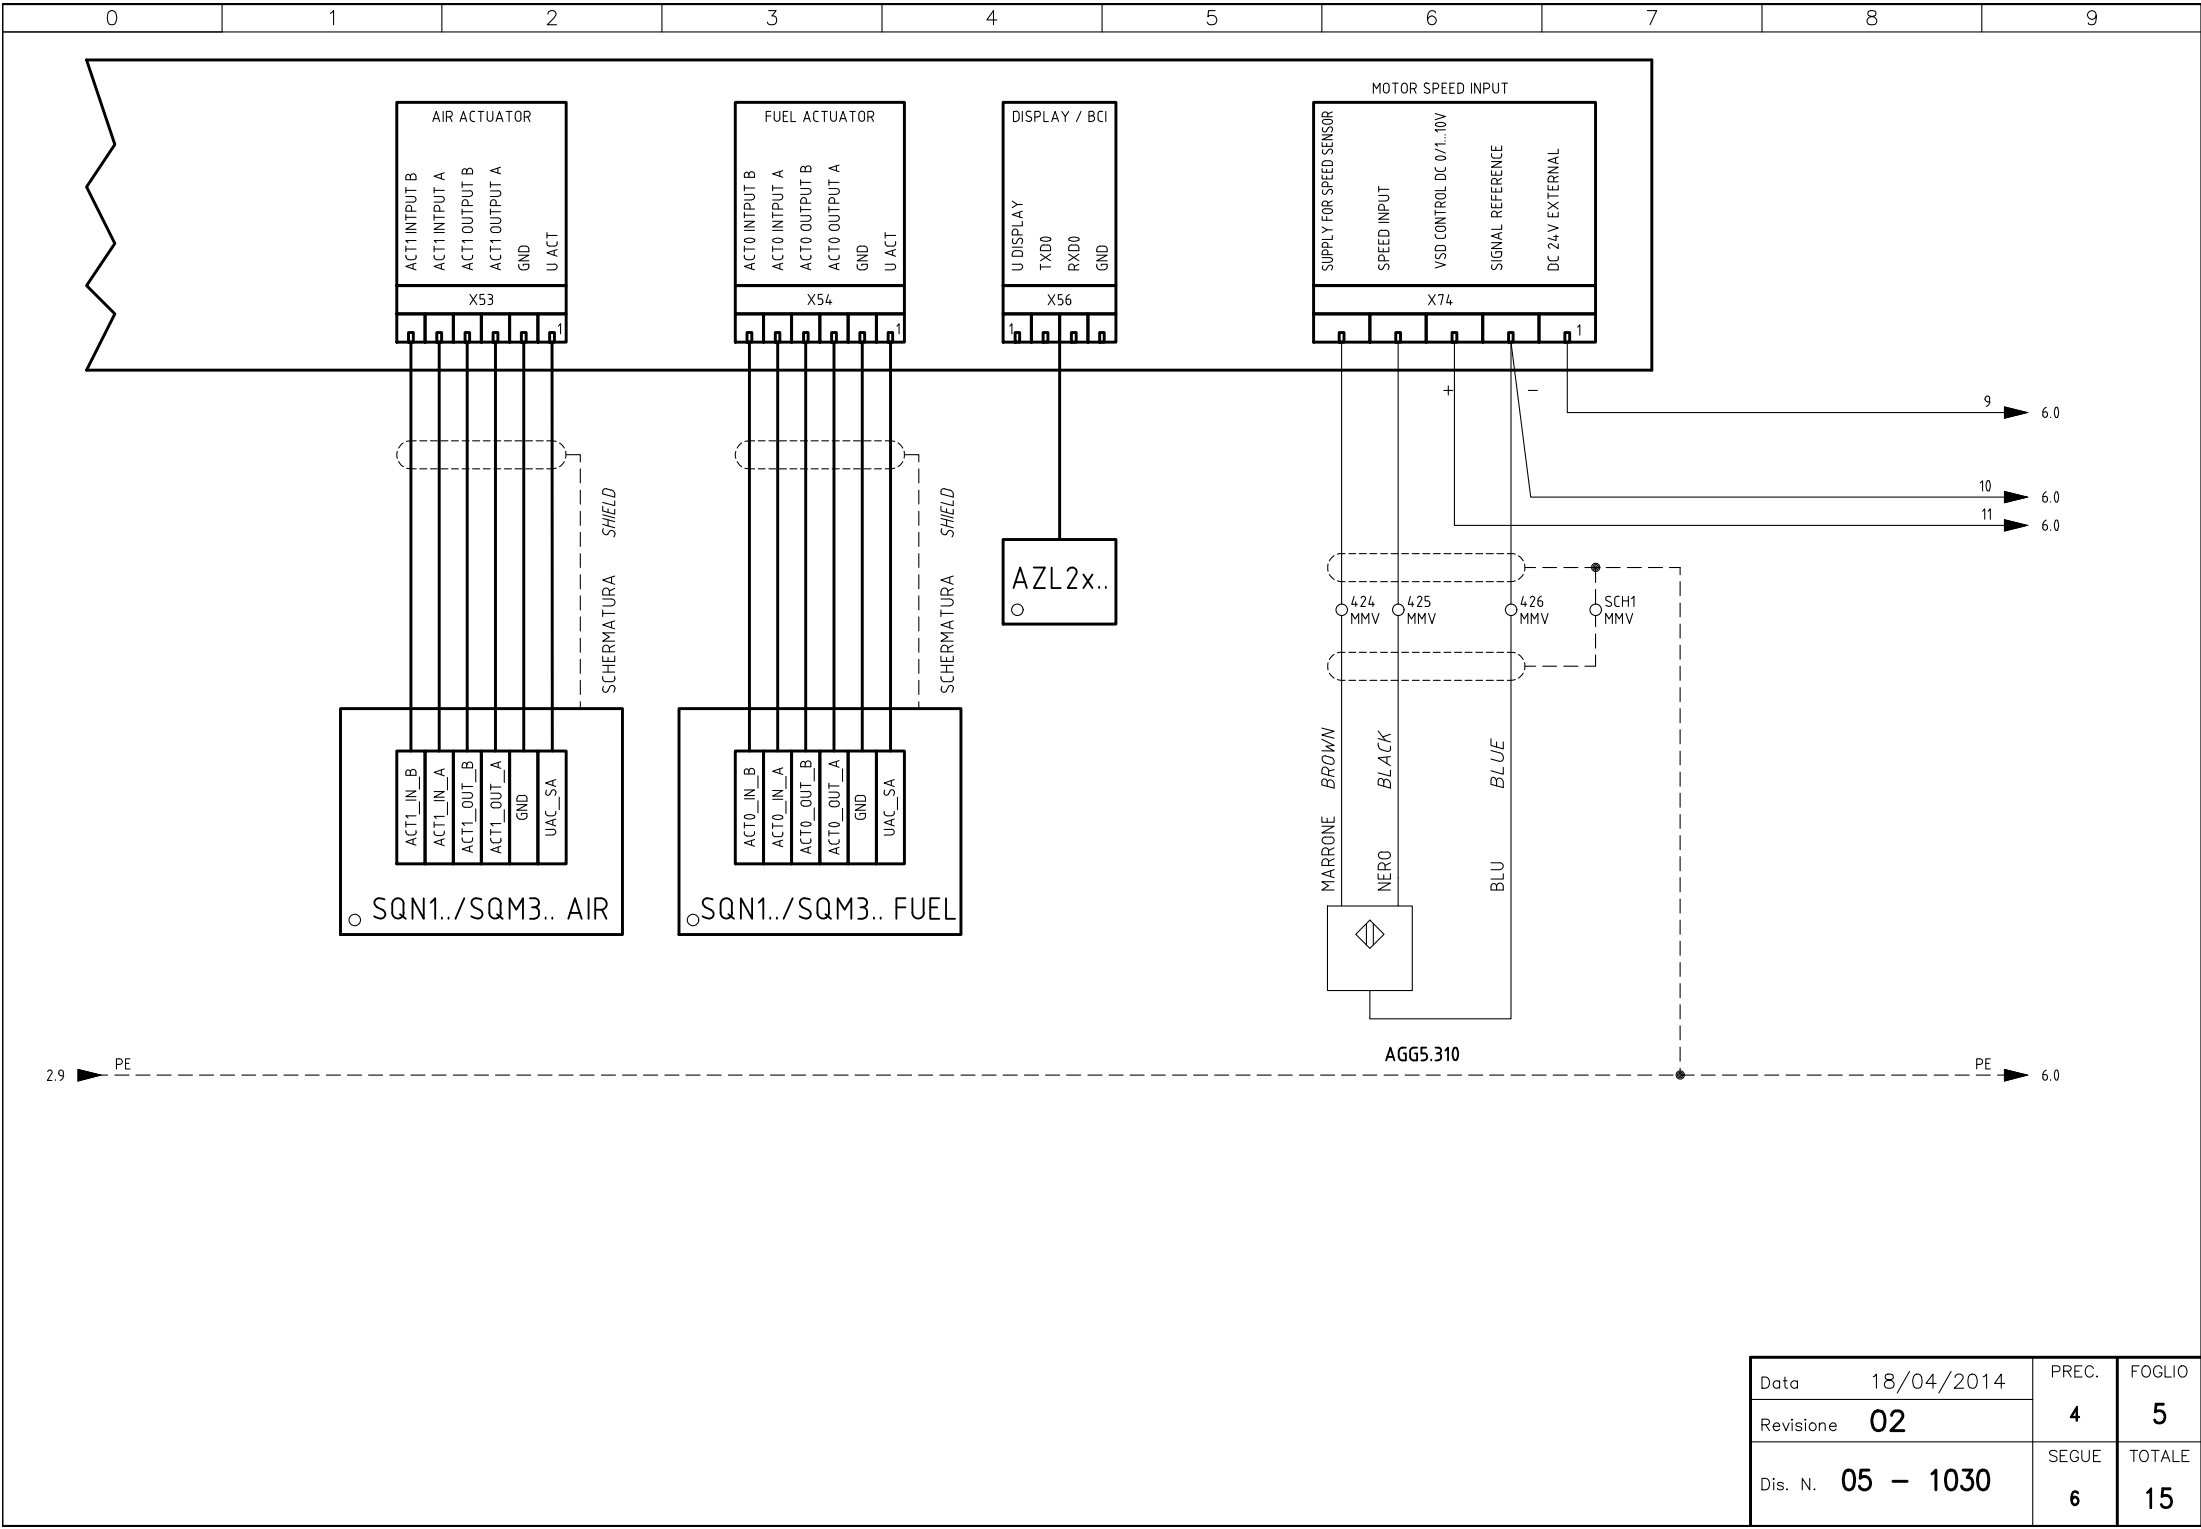 0 1 2 3 4 5 6 7 8 9
MOTOR SPEED INPUT
AIR ACTUATOR
ACT1 INTPUT B
ACT1 INTPUT A
ACT1 OUTPUT B
ACT1 OUTPUT A
GND
U ACT
X53
1
FUEL ACTUATOR
ACT0 INTPUT B
ACT0 INTPUT A
ACT0 OUTPUT B
ACT0 OUTPUT A
GND
U ACT
X54
1
DISPLAY / BCI
U DISPLAY
TXD0
RXD0
GND
X56
1
SUPPLY FOR SPEED SENSOR
SPEED INPUT
VSD CONTROL DC 0/1...10V
SIGNAL REFERENCE
DC 24V EXTERNAL
X74
1
+ −
9 6.0
10 6.0
11 6.0
SCHERMATURA SHIELD
SCHERMATURA SHIELD
AZL2x..
424
MMV
425
MMV
426
MMV
SCH1
MMV
MARRONE BROWN
NERO BLACK
BLU BLUE
ACT1_IN_B
ACT1_IN_A
ACT1_OUT_B
ACT1_OUT_A
GND
UAC_SA
SQN1../SQM3.. AIR
ACT0_IN_B
ACT0_IN_A
ACT0_OUT_B
ACT0_OUT_A
GND
UAC_SA
SQN1../SQM3.. FUEL
AGG5.310
2.9 PE PE 6.0
Data 18/04/2014
Revisione 02
Dis. N. 05 - 1030
PREC.
4
FOGLIO
5
SEGUE
6
TOTALE
15